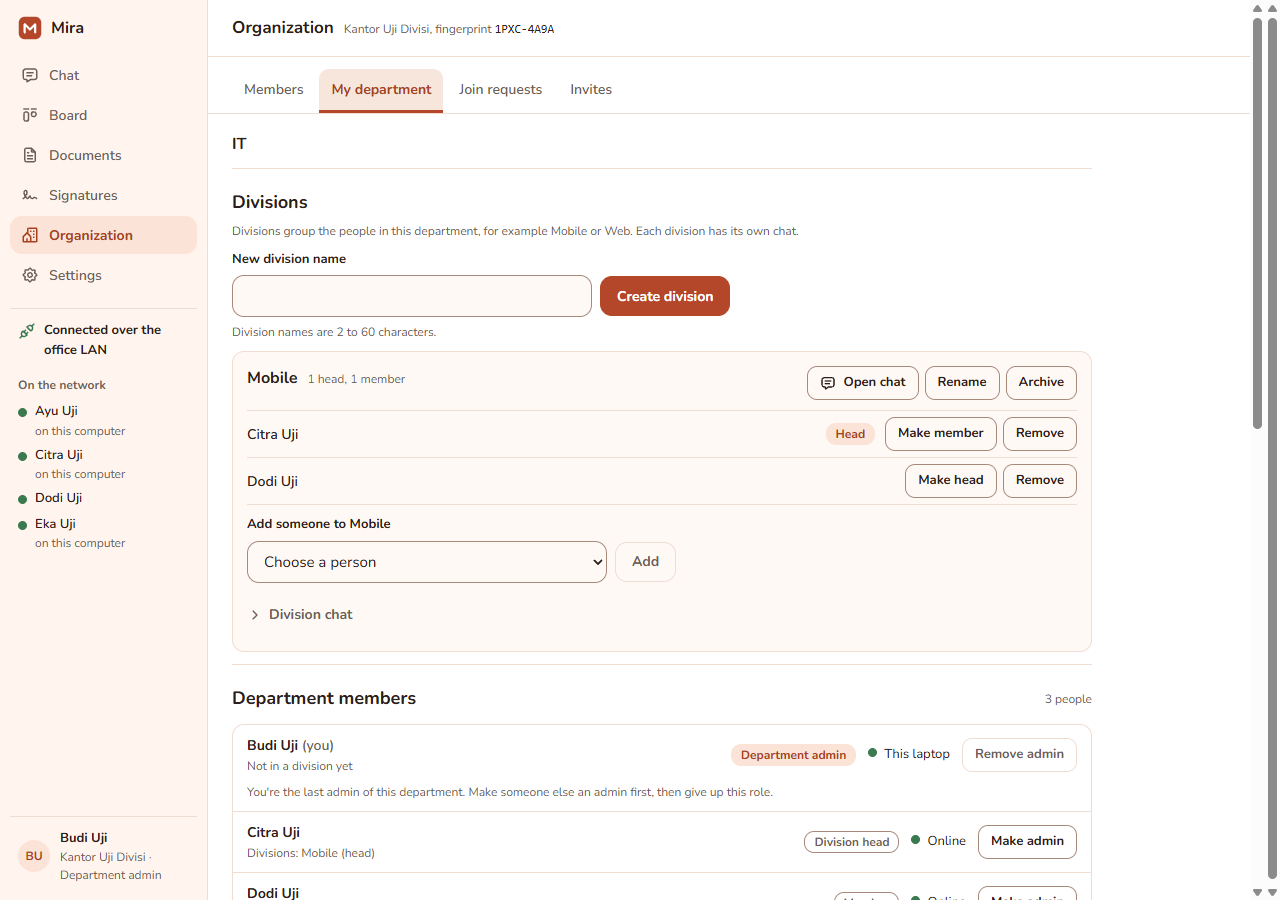 Mira
Chat
Board
Documents
Signatures
Organization
Settings
Connected over the
office LAN
On the network
Ayu Uji
on this computer
Citra Uji
on this computer
Dodi Uji
Eka Uji
on this computer
BU
Budi Uji
Kantor Uji Divisi ·
Department admin
Organization Kantor Uji Divisi, fingerprint 1PXC-4A9A
Members My department Join requests Invites
IT
Divisions
Divisions group the people in this department, for example Mobile or Web. Each division has its own chat.
New division name
Create division
Division names are 2 to 60 characters.
Mobile 1 head, 1 member Open chat Rename Archive
Citra Uji Head Make member Remove
Dodi Uji Make head Remove
Add someone to Mobile
Choose a person Add
Division chat
Department members 3 people
Budi Uji (you) Department admin This laptop Remove admin
Not in a division yet
You're the last admin of this department. Make someone else an admin first, then give up this role.
Citra Uji Division head Online Make admin
Divisions: Mobile (head)
Dodi Uji